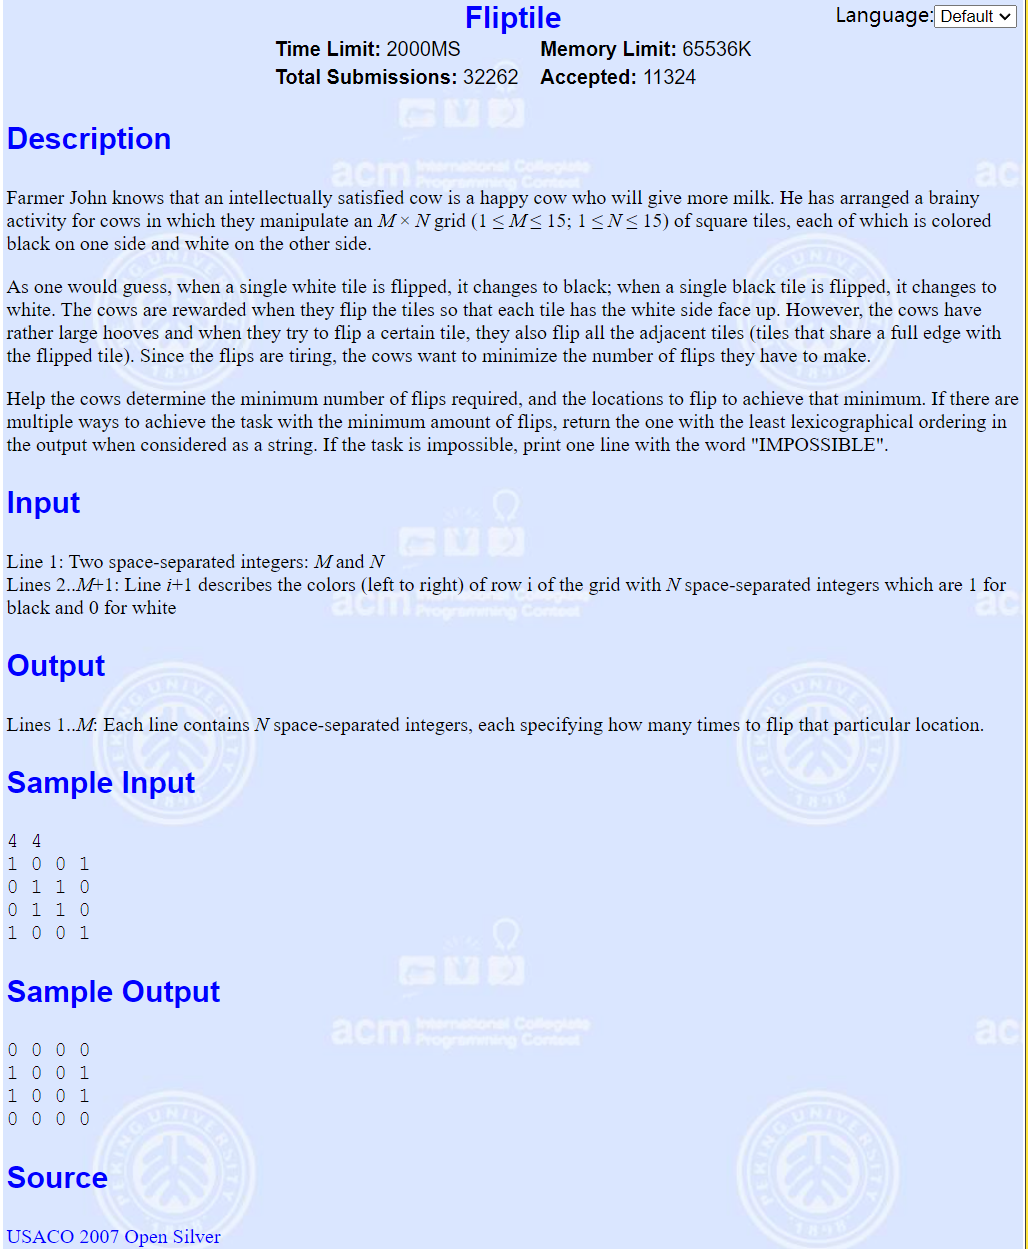 Fliptile
Language: Default
Time Limit: 2000MS Memory Limit: 65536K
Total Submissions: 32262 Accepted: 11324
Description
Farmer John knows that an intellectually satisfied cow is a happy cow who will give more milk. He has arranged a brainy
activity for cows in which they manipulate an M × N grid (1 ≤ M ≤ 15; 1 ≤ N ≤ 15) of square tiles, each of which is colored
black on one side and white on the other side.
As one would guess, when a single white tile is flipped, it changes to black; when a single black tile is flipped, it changes to
white. The cows are rewarded when they flip the tiles so that each tile has the white side face up. However, the cows have
rather large hooves and when they try to flip a certain tile, they also flip all the adjacent tiles (tiles that share a full edge with
the flipped tile). Since the flips are tiring, the cows want to minimize the number of flips they have to make.
Help the cows determine the minimum number of flips required, and the locations to flip to achieve that minimum. If there are
multiple ways to achieve the task with the minimum amount of flips, return the one with the least lexicographical ordering in
the output when considered as a string. If the task is impossible, print one line with the word "IMPOSSIBLE".
Input
Line 1: Two space-separated integers: M and N
Lines 2..M+1: Line i+1 describes the colors (left to right) of row i of the grid with N space-separated integers which are 1 for
black and 0 for white
Output
Lines 1..M: Each line contains N space-separated integers, each specifying how many times to flip that particular location.
Sample Input
4 4
1 0 0 1
0 1 1 0
0 1 1 0
1 0 0 1
Sample Output
0 0 0 0
1 0 0 1
1 0 0 1
0 0 0 0
Source
USACO 2007 Open Silver
acm International Collegiate
Programming Contest
PEKING UNIVERSITY
1898